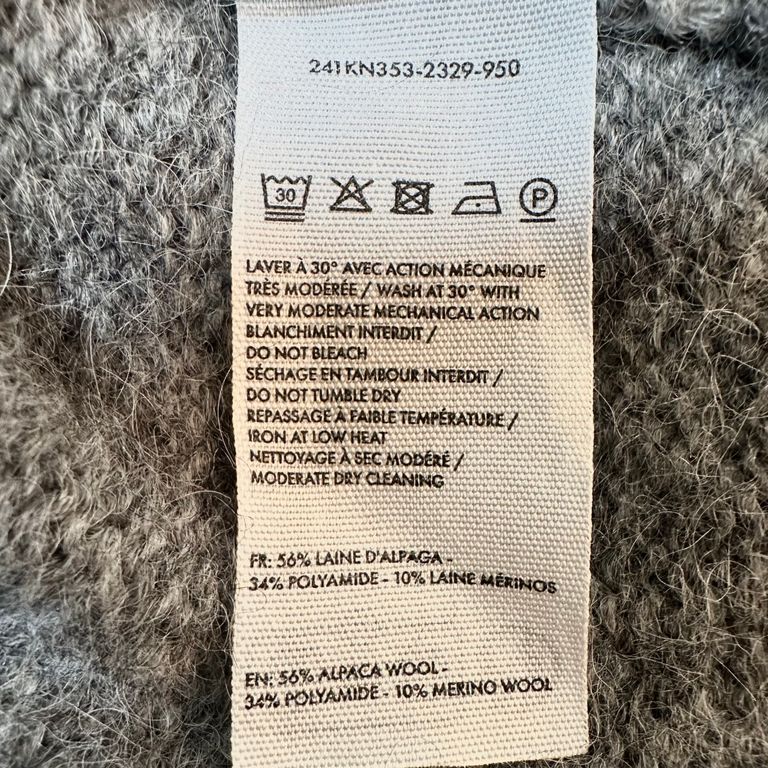 241KN353-2329-950
30
P
LAVER À 30° AVEC ACTION MÉCANIQUE
TRÈS MODÉRÉE / WASH AT 30° WITH
VERY MODERATE MECHANICAL ACTION
BLANCHIMENT INTERDIT /
DO NOT BLEACH
SÉCHAGE EN TAMBOUR INTERDIT /
DO NOT TUMBLE DRY
REPASSAGE À FAIBLE TEMPÉRATURE /
IRON AT LOW HEAT
NETTOYAGE À SEC MODÉRÉ /
MODERATE DRY CLEANING
FR: 56% LAINE D'ALPAGA -
34% POLYAMIDE - 10% LAINE MÉRINOS
EN: 56% ALPACA WOOL -
34% POLYAMIDE - 10% MERINO WOOL